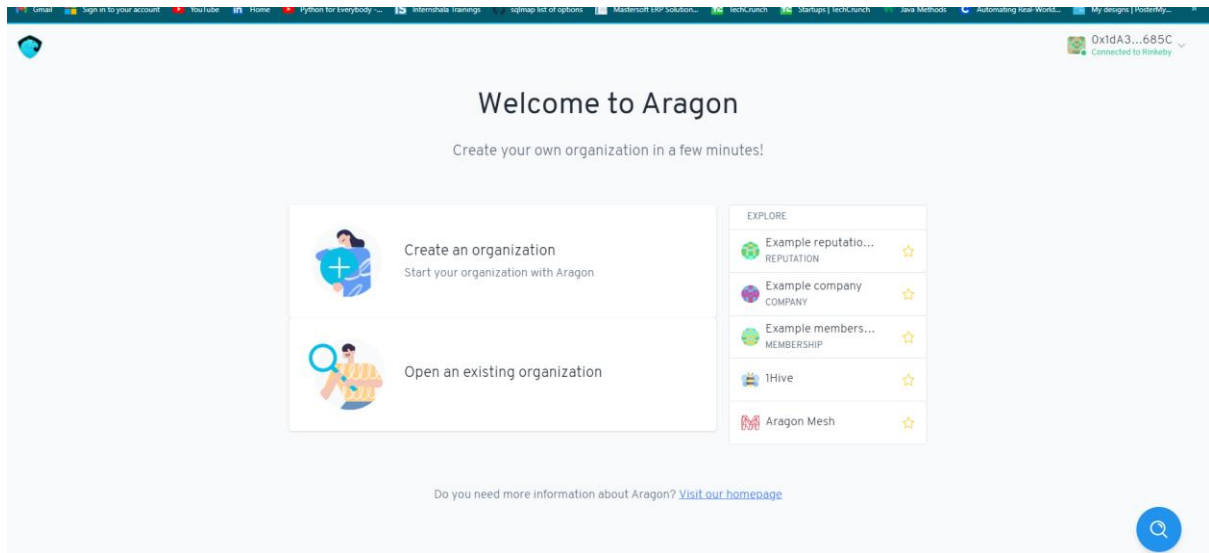 Gmail Sign in to your account YouTube Home Python for Everybody -... Internshala Trainings sqlmap list of options Mastersoft ERP Solution... TechCrunch Startups | TechCrunch Java Methods Automating Real-World... My designs | PosterMy... »
0x1dA3...685C
Connected to Rinkeby
Welcome to Aragon
Create your own organization in a few minutes!
Create an organization
Start your organization with Aragon
Open an existing organization
EXPLORE
Example reputatio...
REPUTATION
Example company
COMPANY
Example members...
MEMBERSHIP
1Hive
Aragon Mesh
Do you need more information about Aragon? Visit our homepage